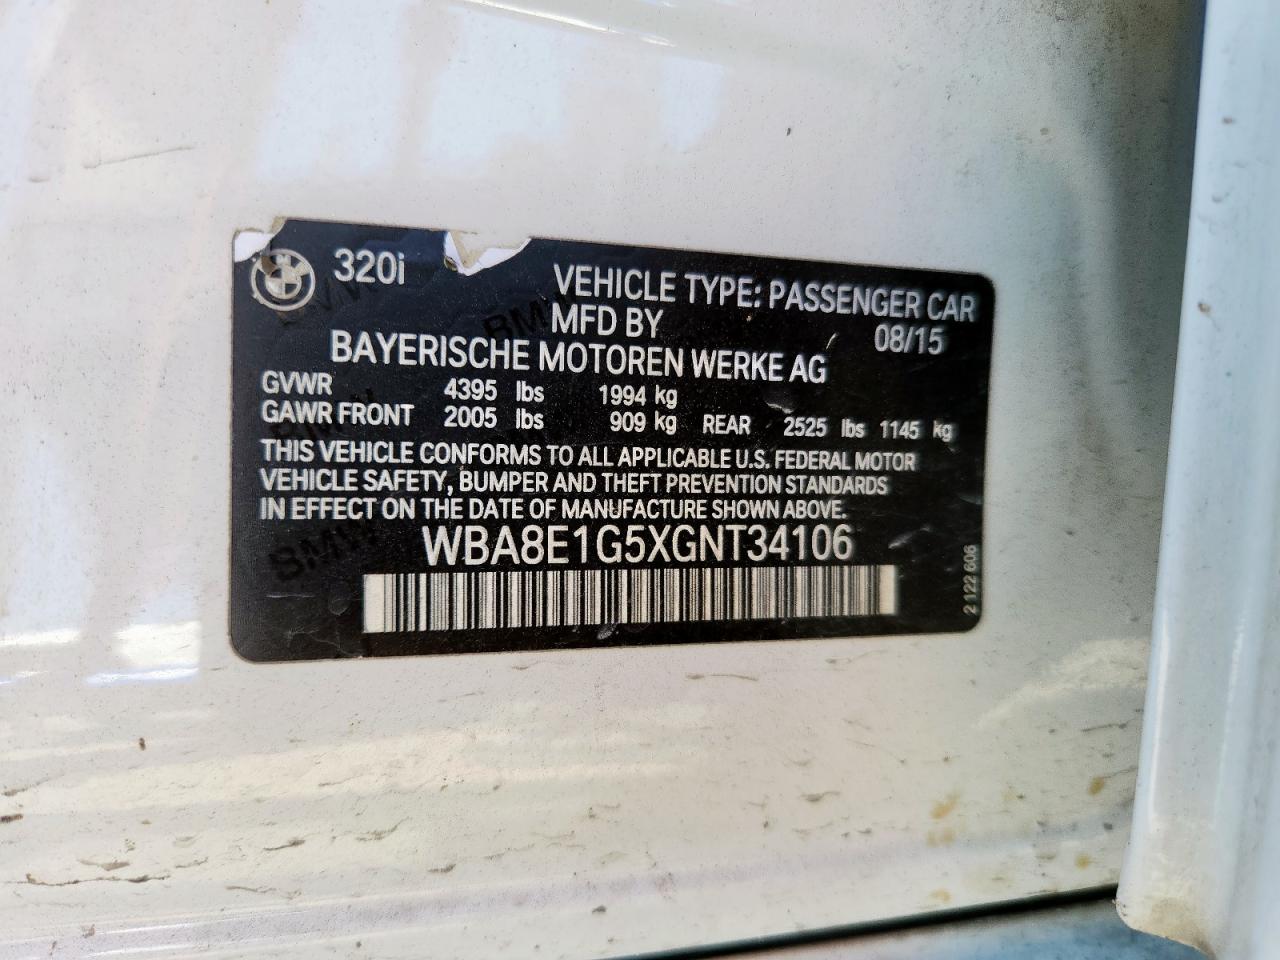 320i
VEHICLE TYPE: PASSENGER CAR
MFD BY 08/15
BAYERISCHE MOTOREN WERKE AG
GVWR 4395 lbs 1994 kg
GAWR FRONT 2005 lbs 909 kg REAR 2525 lbs 1145 kg
THIS VEHICLE CONFORMS TO ALL APPLICABLE U.S. FEDERAL MOTOR
VEHICLE SAFETY, BUMPER AND THEFT PREVENTION STANDARDS
IN EFFECT ON THE DATE OF MANUFACTURE SHOWN ABOVE.
WBA8E1G5XGNT34106
2 122 606
BMW
BMW
BMW